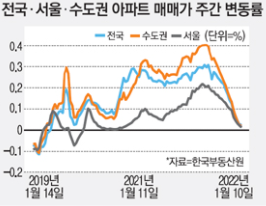 전국·서울·수도권 아파트 매매가 주간 변동률
전국 수도권 서울 (단위=%)
0,4
0,3
0,2
0,1
0
-0,1
-0,2
*자료=한국부동산원
2019년 2021년 2022년
1월 14일 1월 11일 1월 10일